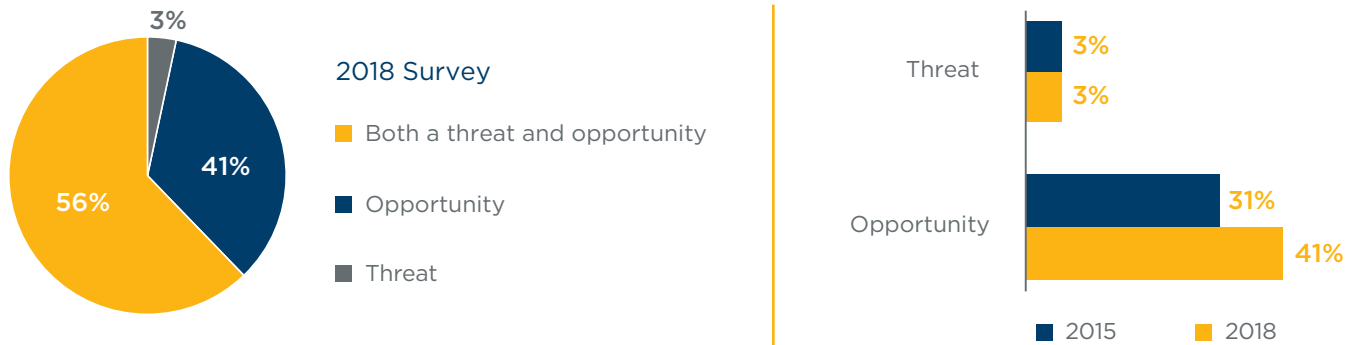 3%
41%
56%
2018 Survey
Both a threat and opportunity
Opportunity
Threat
Threat
3%
3%
Opportunity
31%
41%
2015
2018